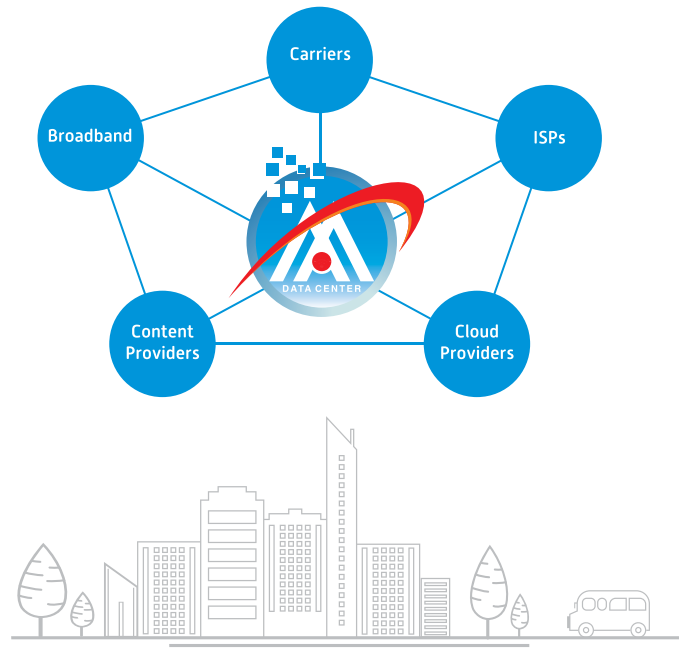 Carriers
Broadband
ISPs
DATA CENTER
Content
Providers
Cloud
Providers